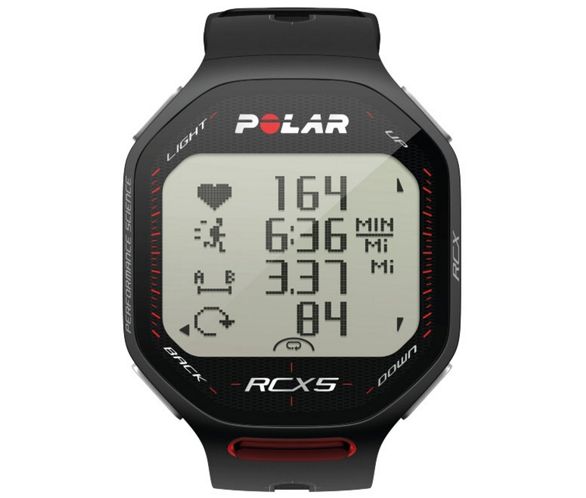 POLAR
LIGHT
UP
164
6:36 MIN/Mi
A B 3.37 Mi
84
PERFORMANCE SCIENCE
RCX
BACK
RCX5
DOWN